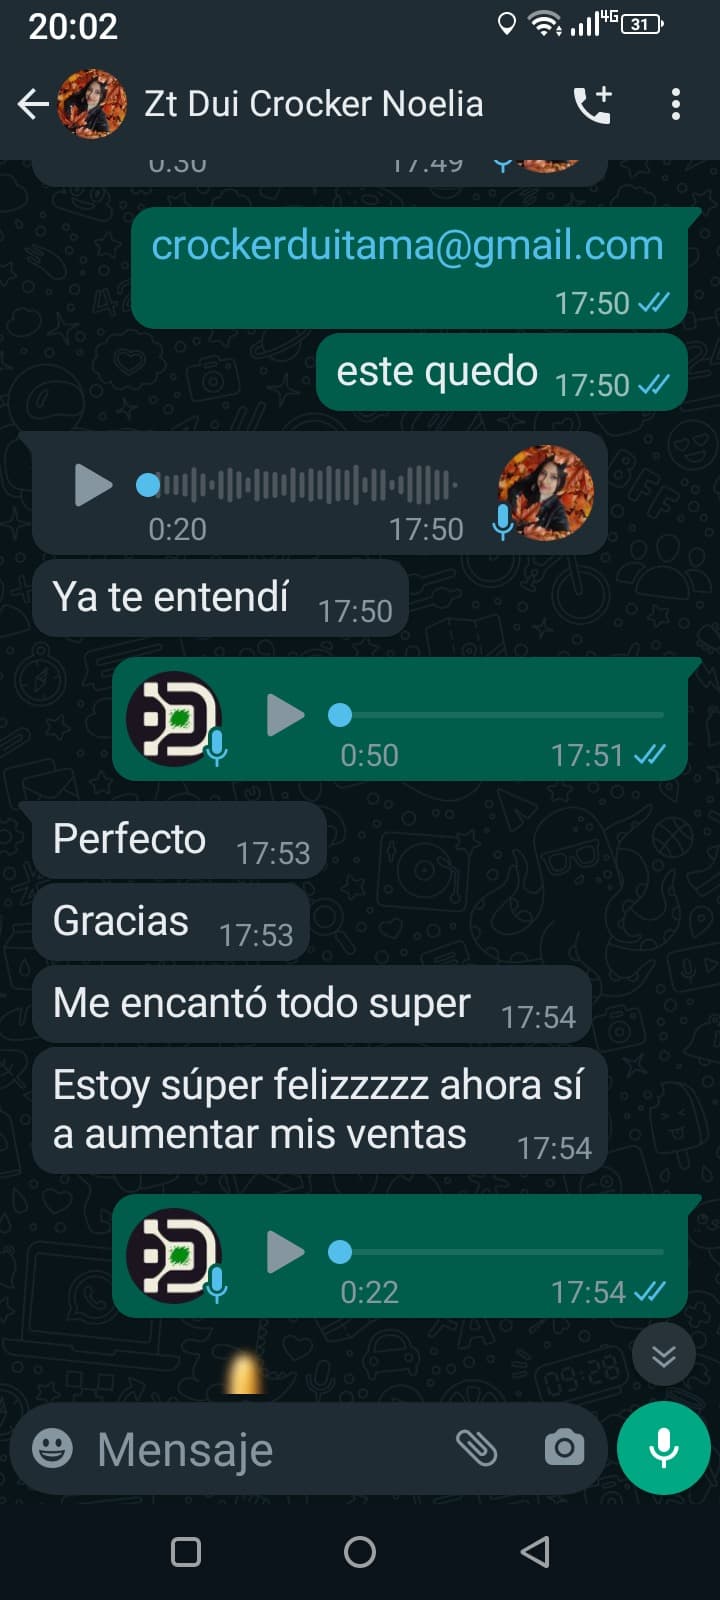 20:02
4G
31
Zt Dui Crocker Noelia
0:30 17:49
crockerduitama@gmail.com
17:50
este quedo 17:50
0:20 17:50
Ya te entendí 17:50
0:50 17:51
Perfecto 17:53
Gracias 17:53
Me encantó todo super 17:54
Estoy súper felizzzzz ahora sí
a aumentar mis ventas 17:54
0:22 17:54
Mensaje